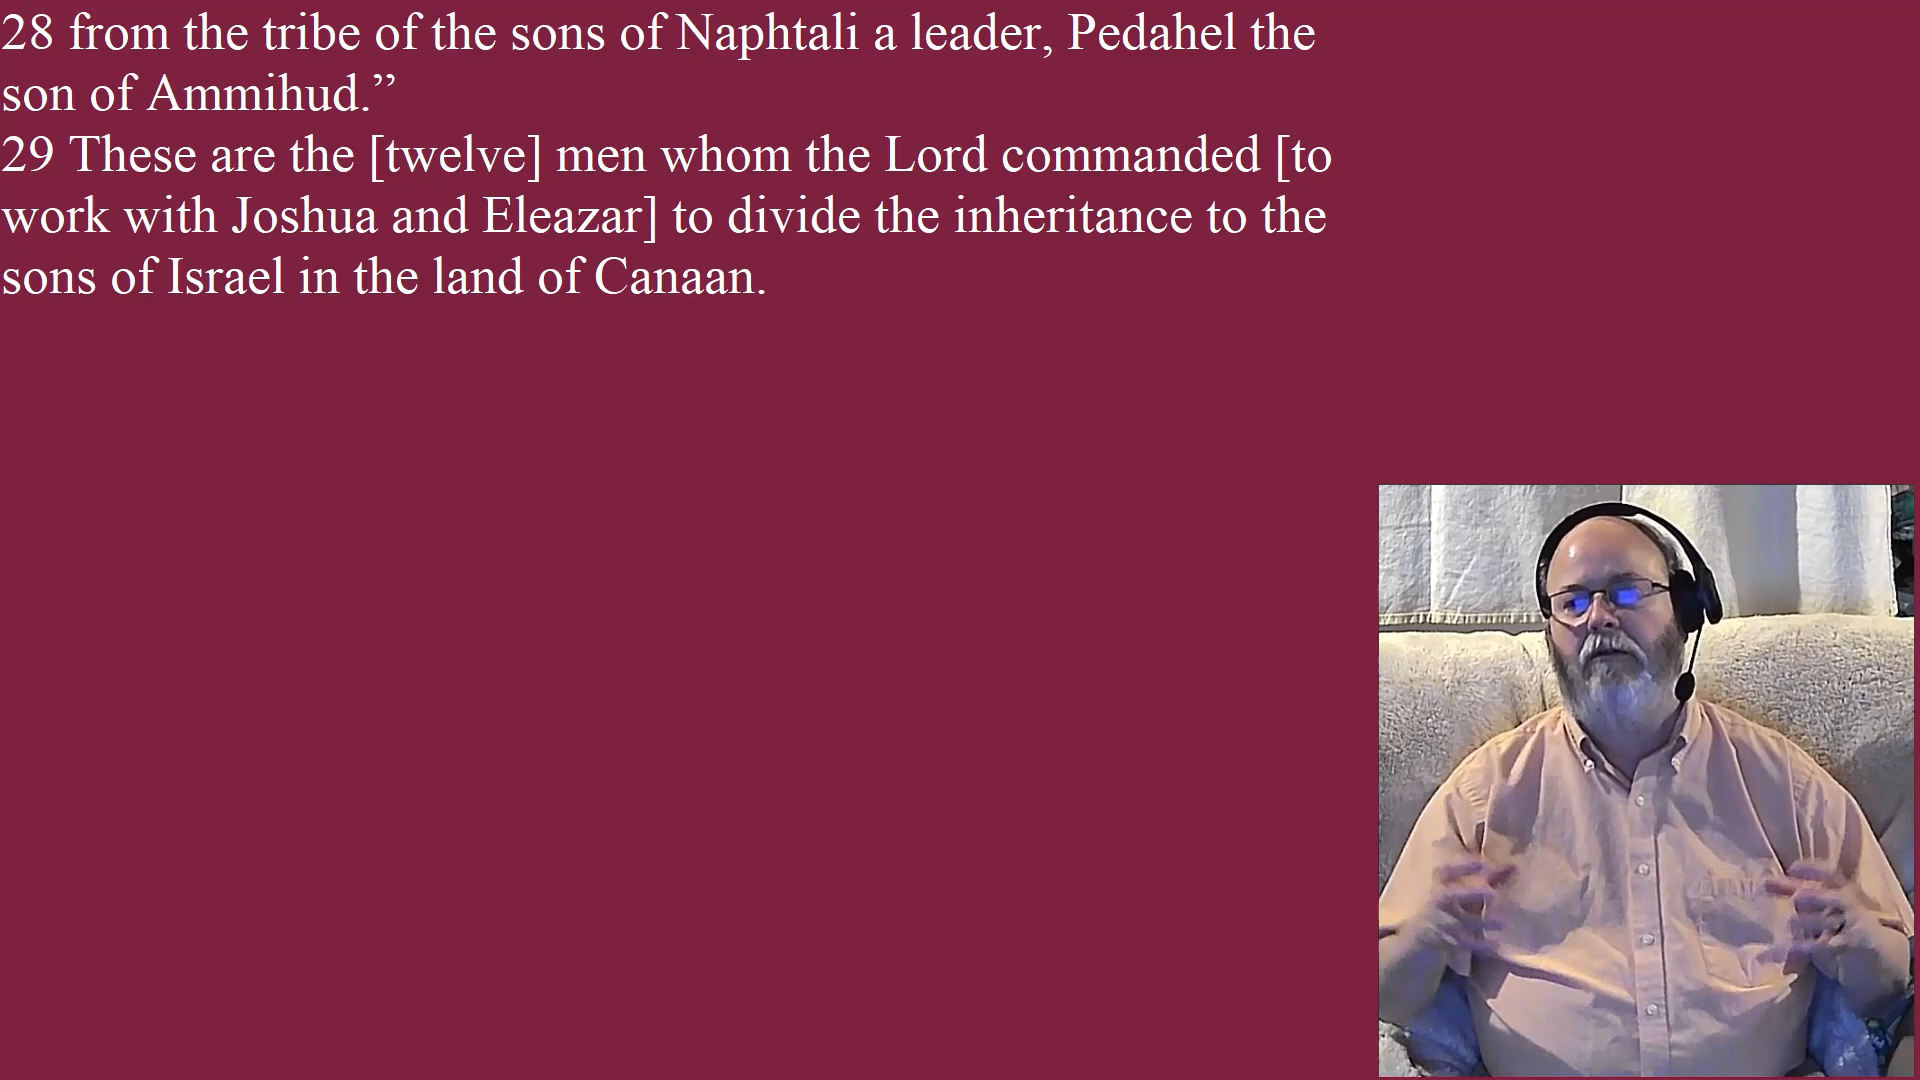 28 from the tribe of the sons of Naphtali a leader, Pedahel the
son of Ammihud.”
29 These are the [twelve] men whom the Lord commanded [to
work with Joshua and Eleazar] to divide the inheritance to the
sons of Israel in the land of Canaan.